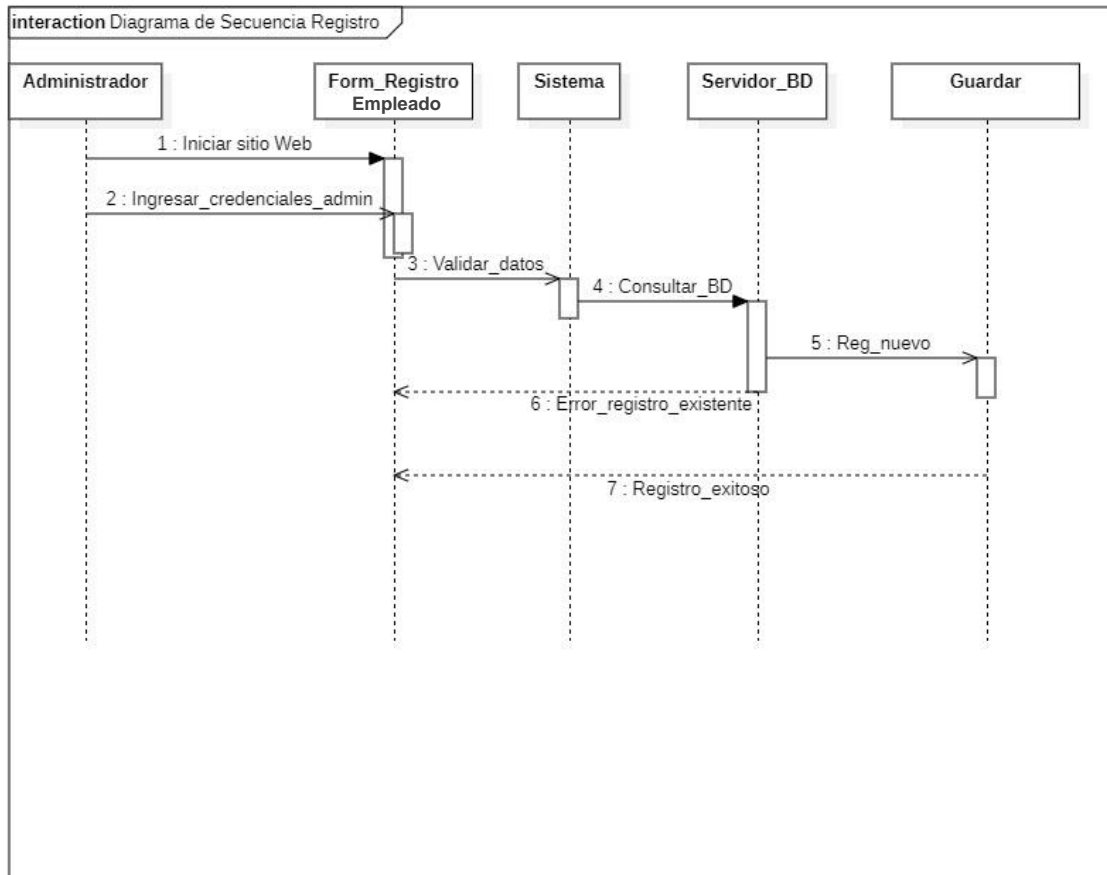 interaction Diagrama de Secuencia Registro
Administrador
Form_Registro
Empleado
Sistema
Servidor_BD
Guardar
1 : Iniciar sitio Web
2 : Ingresar_credenciales_admin
3 : Validar_datos
4 : Consultar_BD
5 : Reg_nuevo
6 : Error_registro_existente
7 : Registro_exitoso